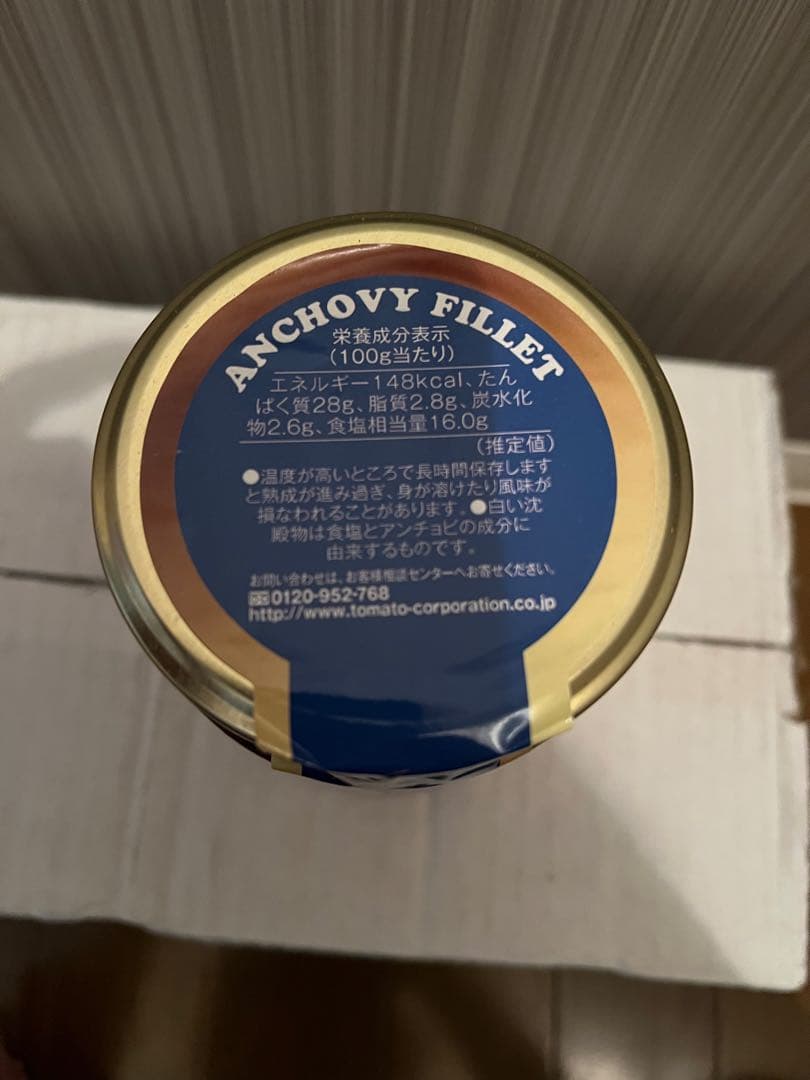 ANCHOVY FILLET
栄養成分表示
(100g当たり)
エネルギー148kcal、たん
ぱく質28g、脂質2.8g、炭水化
物2.6g、食塩相当量16.0g
(推定値)
●温度が高いところで長時間保存します
と熟成が進み過ぎ、身が溶けたり風味が
損なわれることがあります。●白い沈
殿物は食塩とアンチョビの成分に
由来するものです。
お問い合わせは、お客様相談センターへお寄せください。
0120-952-768
http://www.tomato-corporation.co.jp